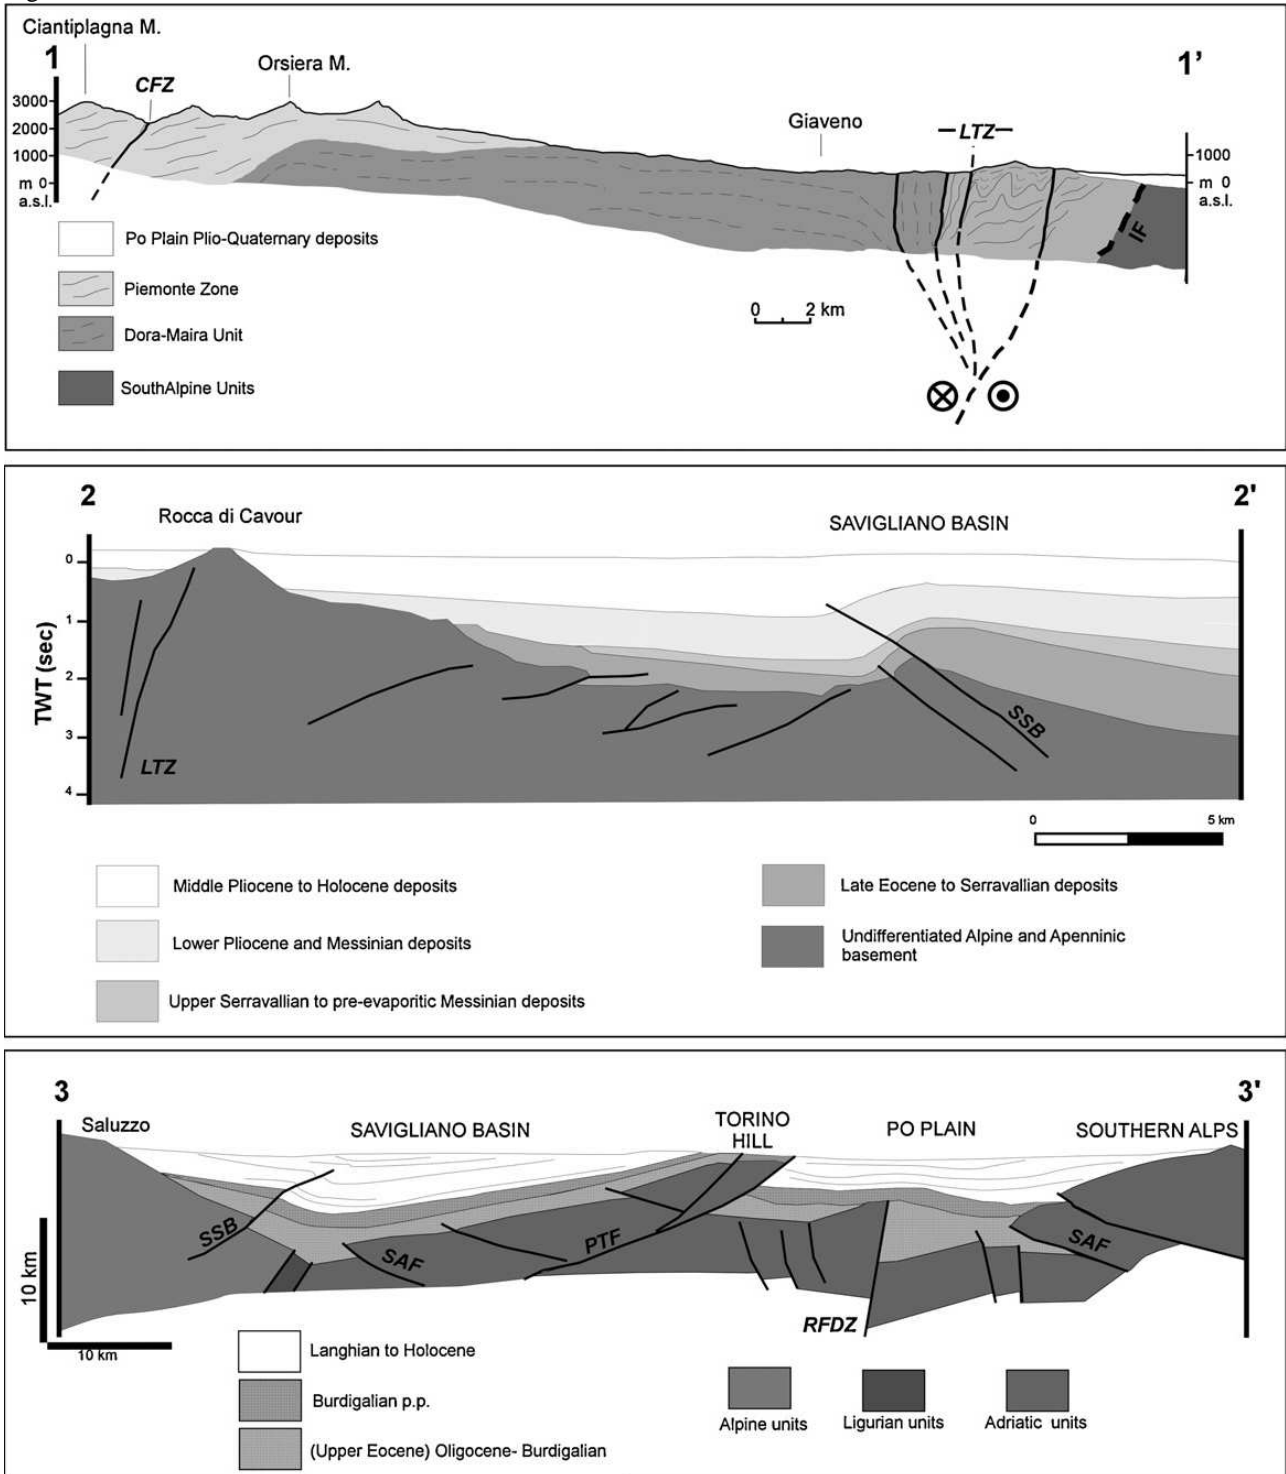 Ciantiplagna M.
1
CFZ
Orsiera M.
1'
3000
2000
1000
m 0
a.s.l.
Giaveno
LTZ
1000
m 0
a.s.l.
IF
Po Plain Plio-Quaternary deposits
Piemonte Zone
Dora-Maira Unit
SouthAlpine Units
0 2 km
2
Rocca di Cavour
SAVIGLIANO BASIN
2'
0
1
2
3
4
TWT (sec)
LTZ
SSB
0 5 km
Middle Pliocene to Holocene deposits
Lower Pliocene and Messinian deposits
Upper Serravallian to pre-evaporitic Messinian deposits
Late Eocene to Serravallian deposits
Undifferentiated Alpine and Apenninic
basement
3
Saluzzo
SAVIGLIANO BASIN
TORINO
HILL
PO PLAIN
SOUTHERN ALPS
3'
SSB
SAF
PTF
SAF
RFDZ
10 km
10 km
Langhian to Holocene
Burdigalian p.p.
(Upper Eocene) Oligocene- Burdigalian
Alpine units
Ligurian units
Adriatic units